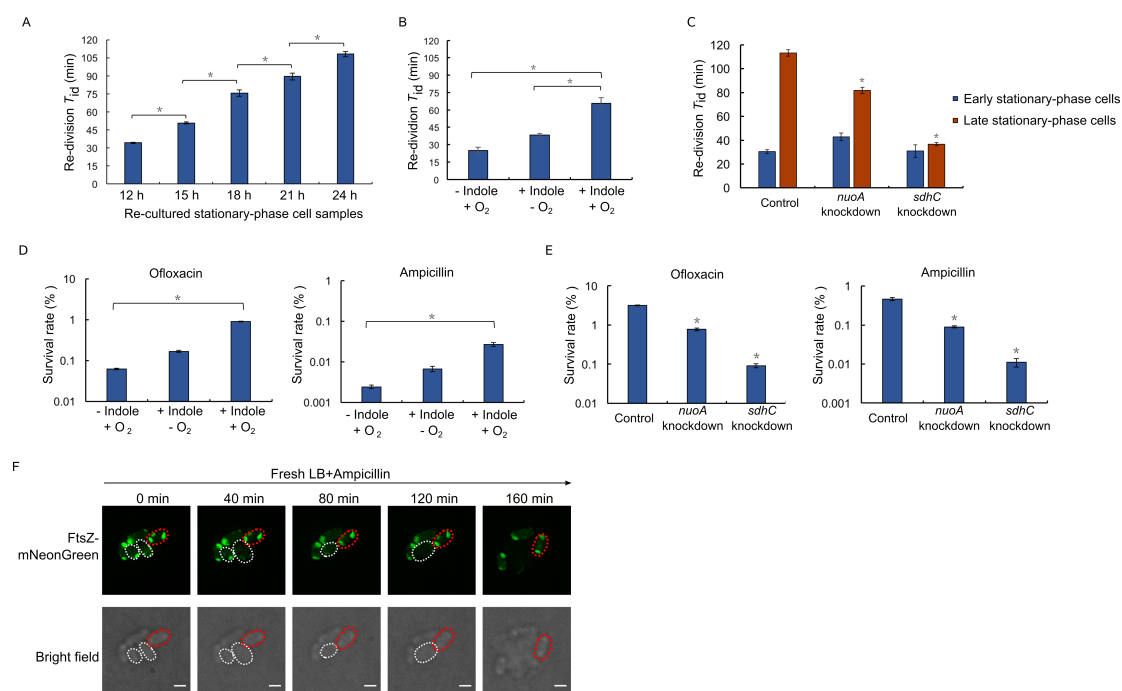 A
Re-division Tid (min)
120
105
90
75
60
45
30
15
0
*
*
*
*
12 h 15 h 18 h 21 h 24 h
Re-cultured stationary-phase cell samples
B
Re-dividion Tid (min)
120
105
90
75
60
45
30
15
0
*
*
- Indole + Indole + Indole
+ O2 - O2 + O2
C
Re-division Tid (min)
120
100
80
60
40
20
0
*
*
Control nuoA sdhC
knockdown knockdown
Early stationary-phase cells
Late stationary-phase cells
D
Ofloxacin
Survival rate (% )
10
1
0.1
0.01
*
- Indole + Indole + Indole
+ O2 - O2 + O2
Ampicillin
Survival rate (% )
1
0.1
0.01
0.001
*
- Indole + Indole + Indole
+ O2 - O2 + O2
E
Ofloxacin
Survival rate (% )
10
1
0.1
0.01
*
*
Control nuoA sdhC
knockdown knockdown
Ampicillin
Survival rate (% )
1
0.1
0.01
0.001
*
*
Control nuoA sdhC
knockdown knockdown
F
Fresh LB+Ampicillin
0 min 40 min 80 min 120 min 160 min
FtsZ-
mNeonGreen
Bright field